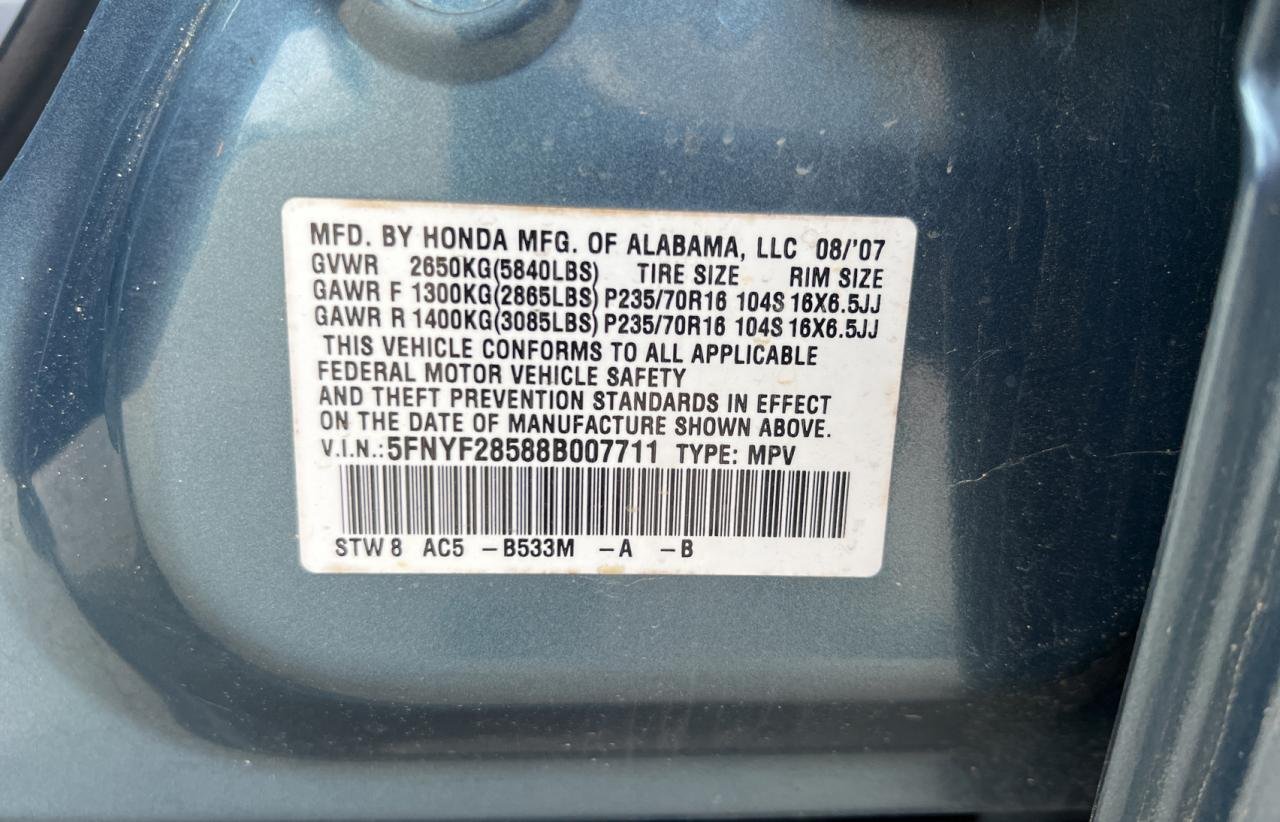 MFD. BY HONDA MFG. OF ALABAMA, LLC 08/'07
GVWR 2650KG(5840LBS) TIRE SIZE RIM SIZE
GAWR F 1300KG(2865LBS) P235/70R16 104S 16X6.5JJ
GAWR R 1400KG(3085LBS) P235/70R16 104S 16X6.5JJ
THIS VEHICLE CONFORMS TO ALL APPLICABLE
FEDERAL MOTOR VEHICLE SAFETY
AND THEFT PREVENTION STANDARDS IN EFFECT
ON THE DATE OF MANUFACTURE SHOWN ABOVE.
V.I.N.:5FNYF28588B007711 TYPE: MPV
STW8 AC5 -B533M -A -B